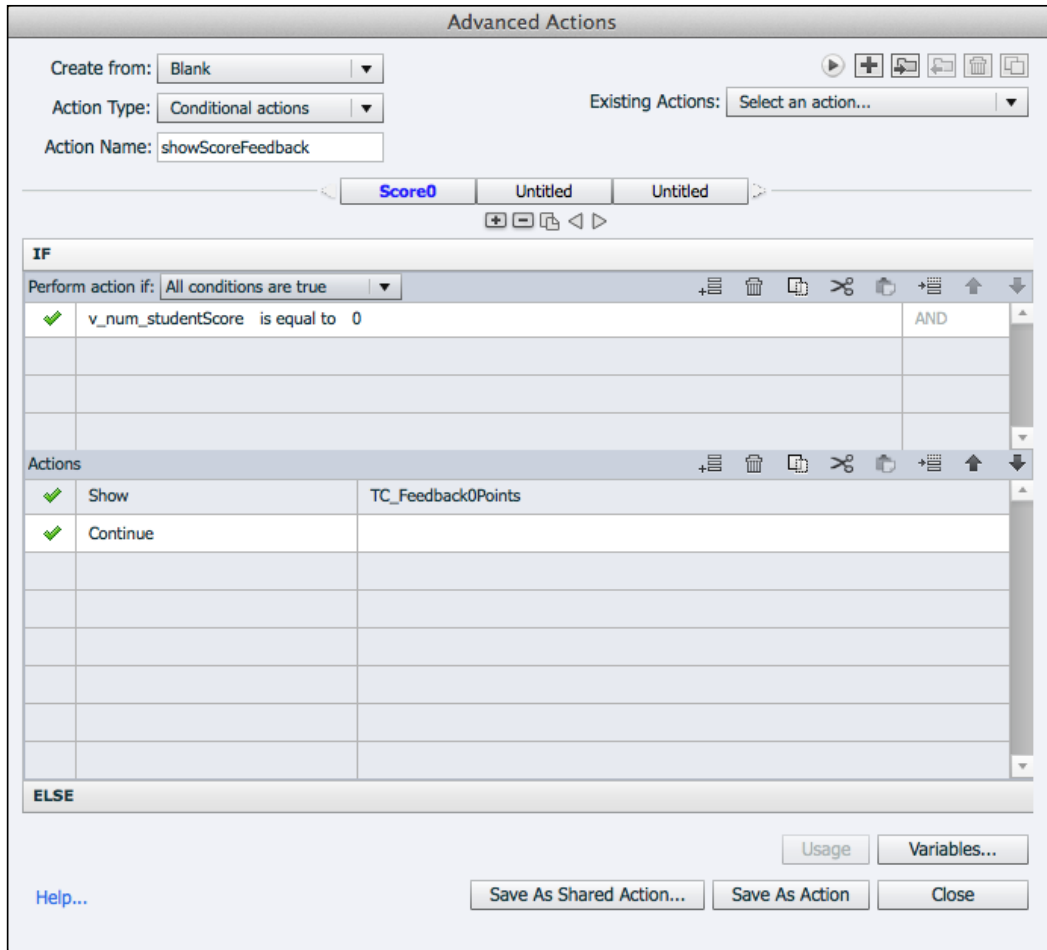 Advanced Actions
Create from: Blank
Action Type: Conditional actions
Existing Actions: Select an action...
Action Name: showScoreFeedback
Score0 Untitled Untitled
IF
Perform action if: All conditions are true
v_num_studentScore is equal to 0 AND
Actions
Show TC_Feedback0Points
Continue
ELSE
Usage Variables...
Help... Save As Shared Action... Save As Action Close